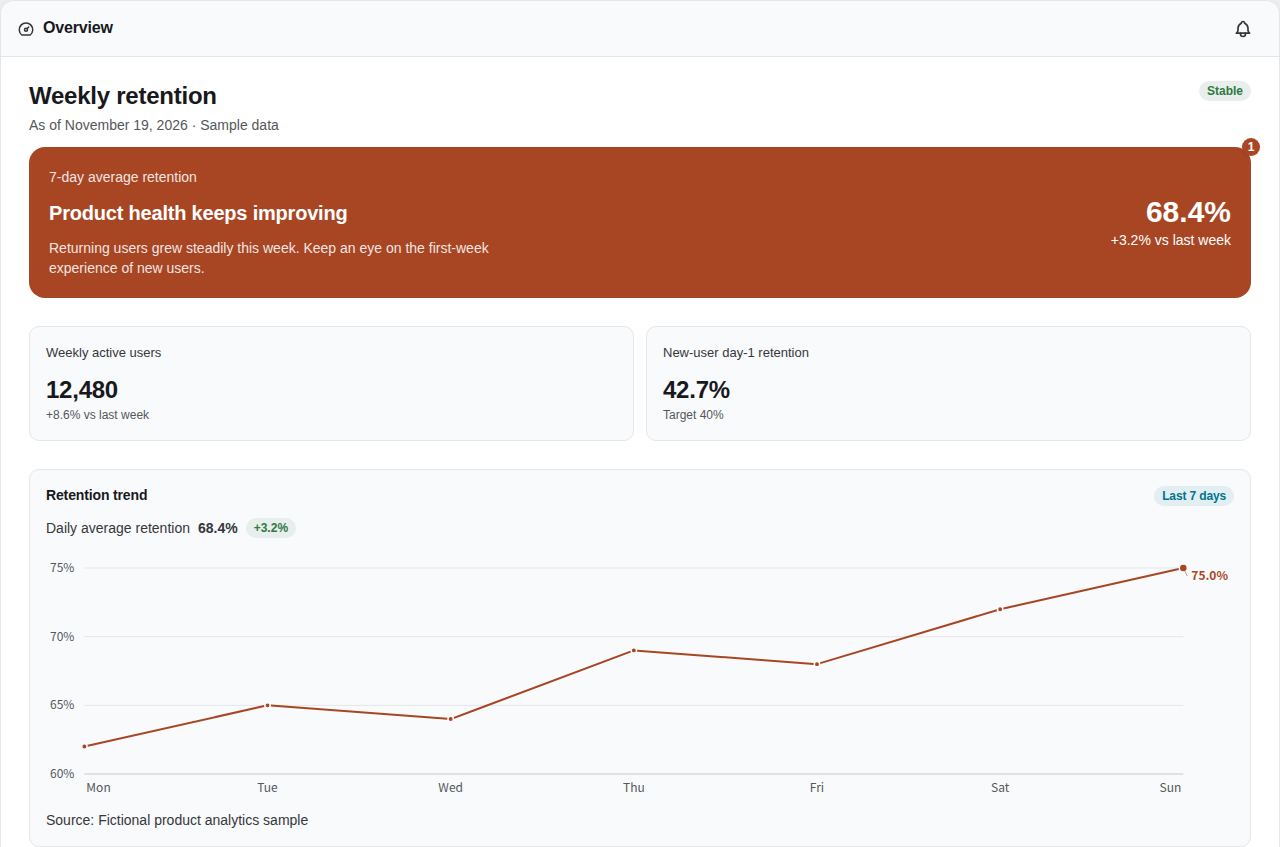 Overview
Weekly retention
Stable
As of November 19, 2026 · Sample data
1
7-day average retention
Product health keeps improving
Returning users grew steadily this week. Keep an eye on the first-week
experience of new users.
68.4%
+3.2% vs last week
Weekly active users
12,480
+8.6% vs last week
New-user day-1 retention
42.7%
Target 40%
Retention trend
Last 7 days
Daily average retention 68.4% +3.2%
75%
70%
65%
60%
75.0%
Mon Tue Wed Thu Fri Sat Sun
Source: Fictional product analytics sample